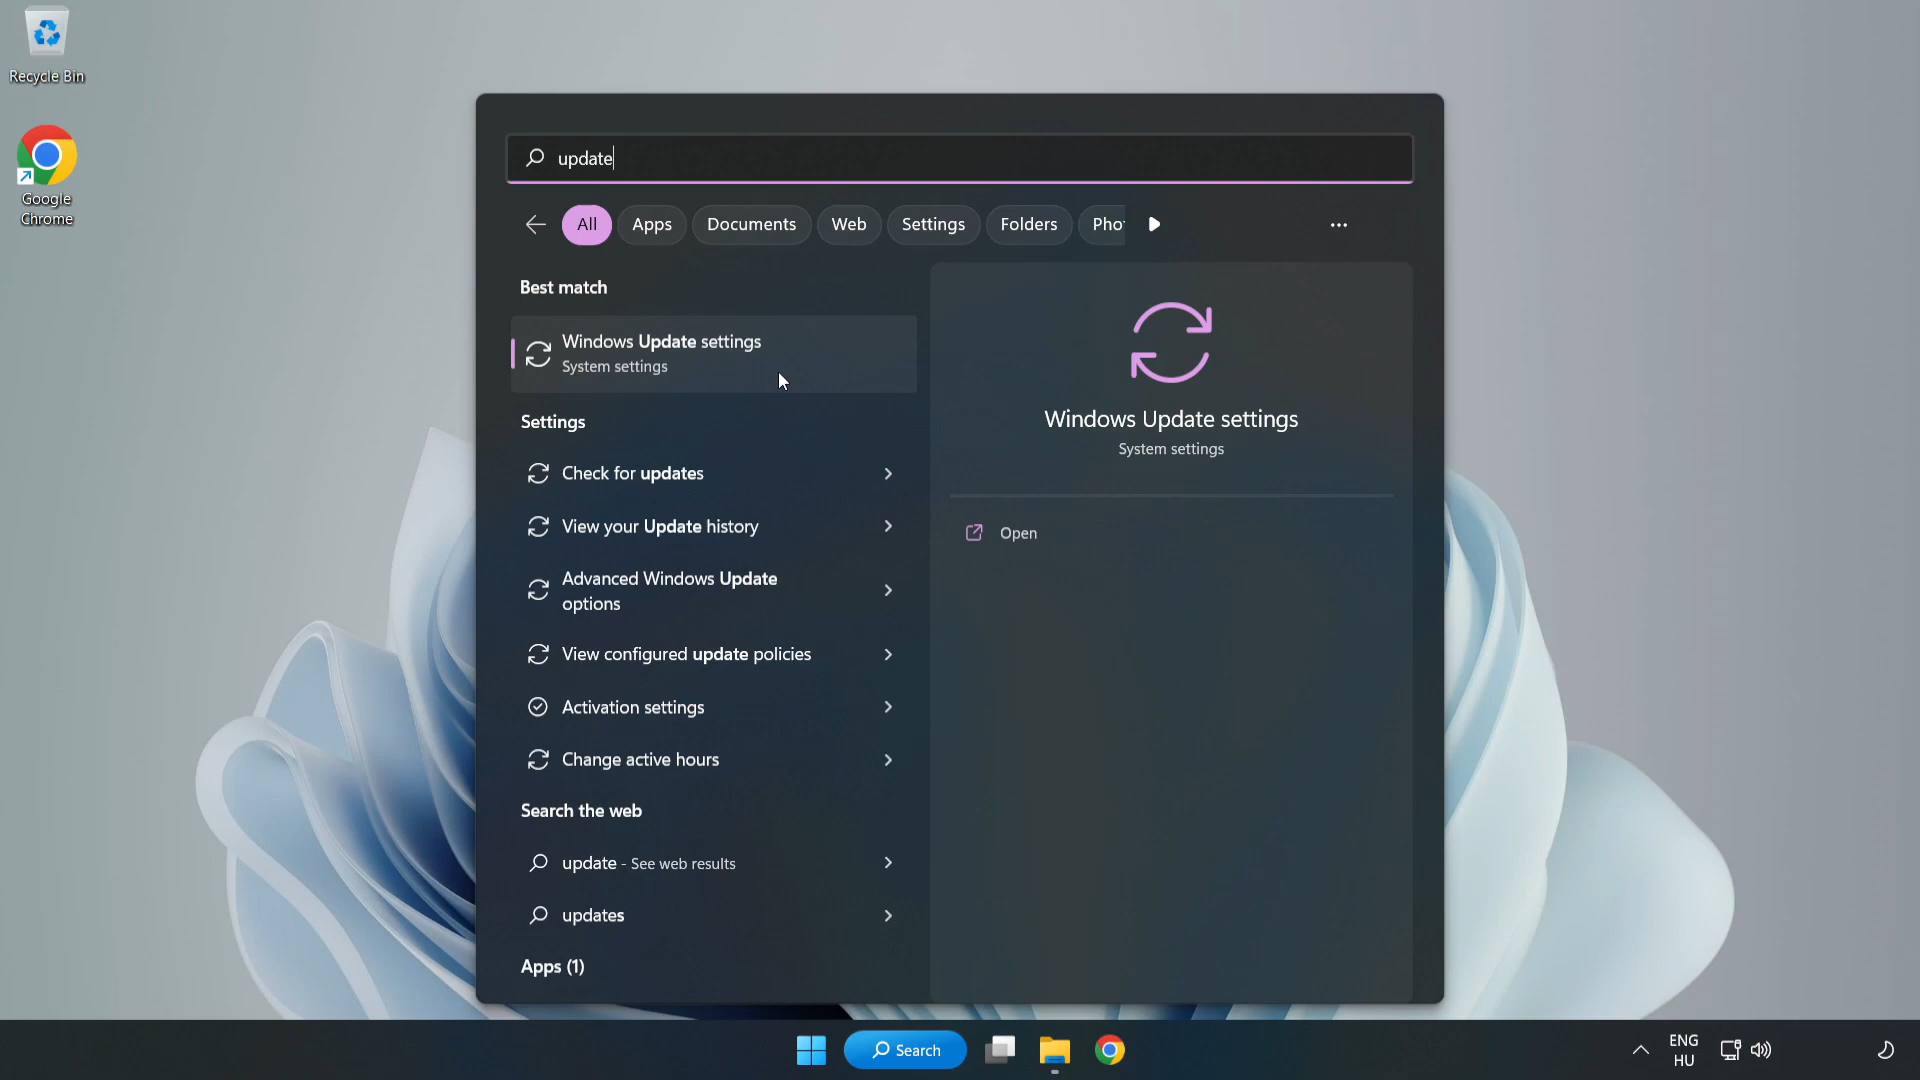 Recycle Bin
Google
Chrome
update
All
Apps
Documents
Web
Settings
Folders
Pho
Best match
Windows Update settings
System settings
Settings
Check for updates
View your Update history
Advanced Windows Update
options
View configured update policies
Activation settings
Change active hours
Search the web
update - See web results
updates
Apps (1)
Windows Update settings
System settings
Open
Search
ENG
HU